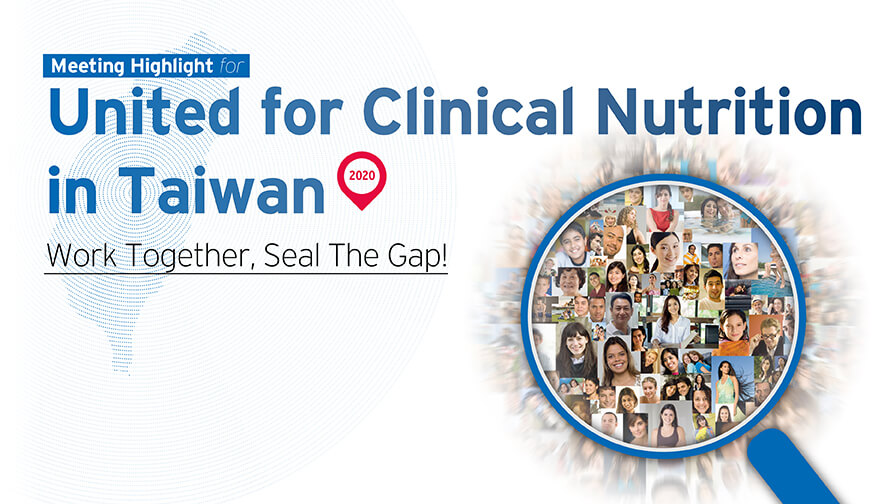 Meeting Highlight for
United for Clinical Nutrition
in Taiwan 2020
Work Together, Seal The Gap!